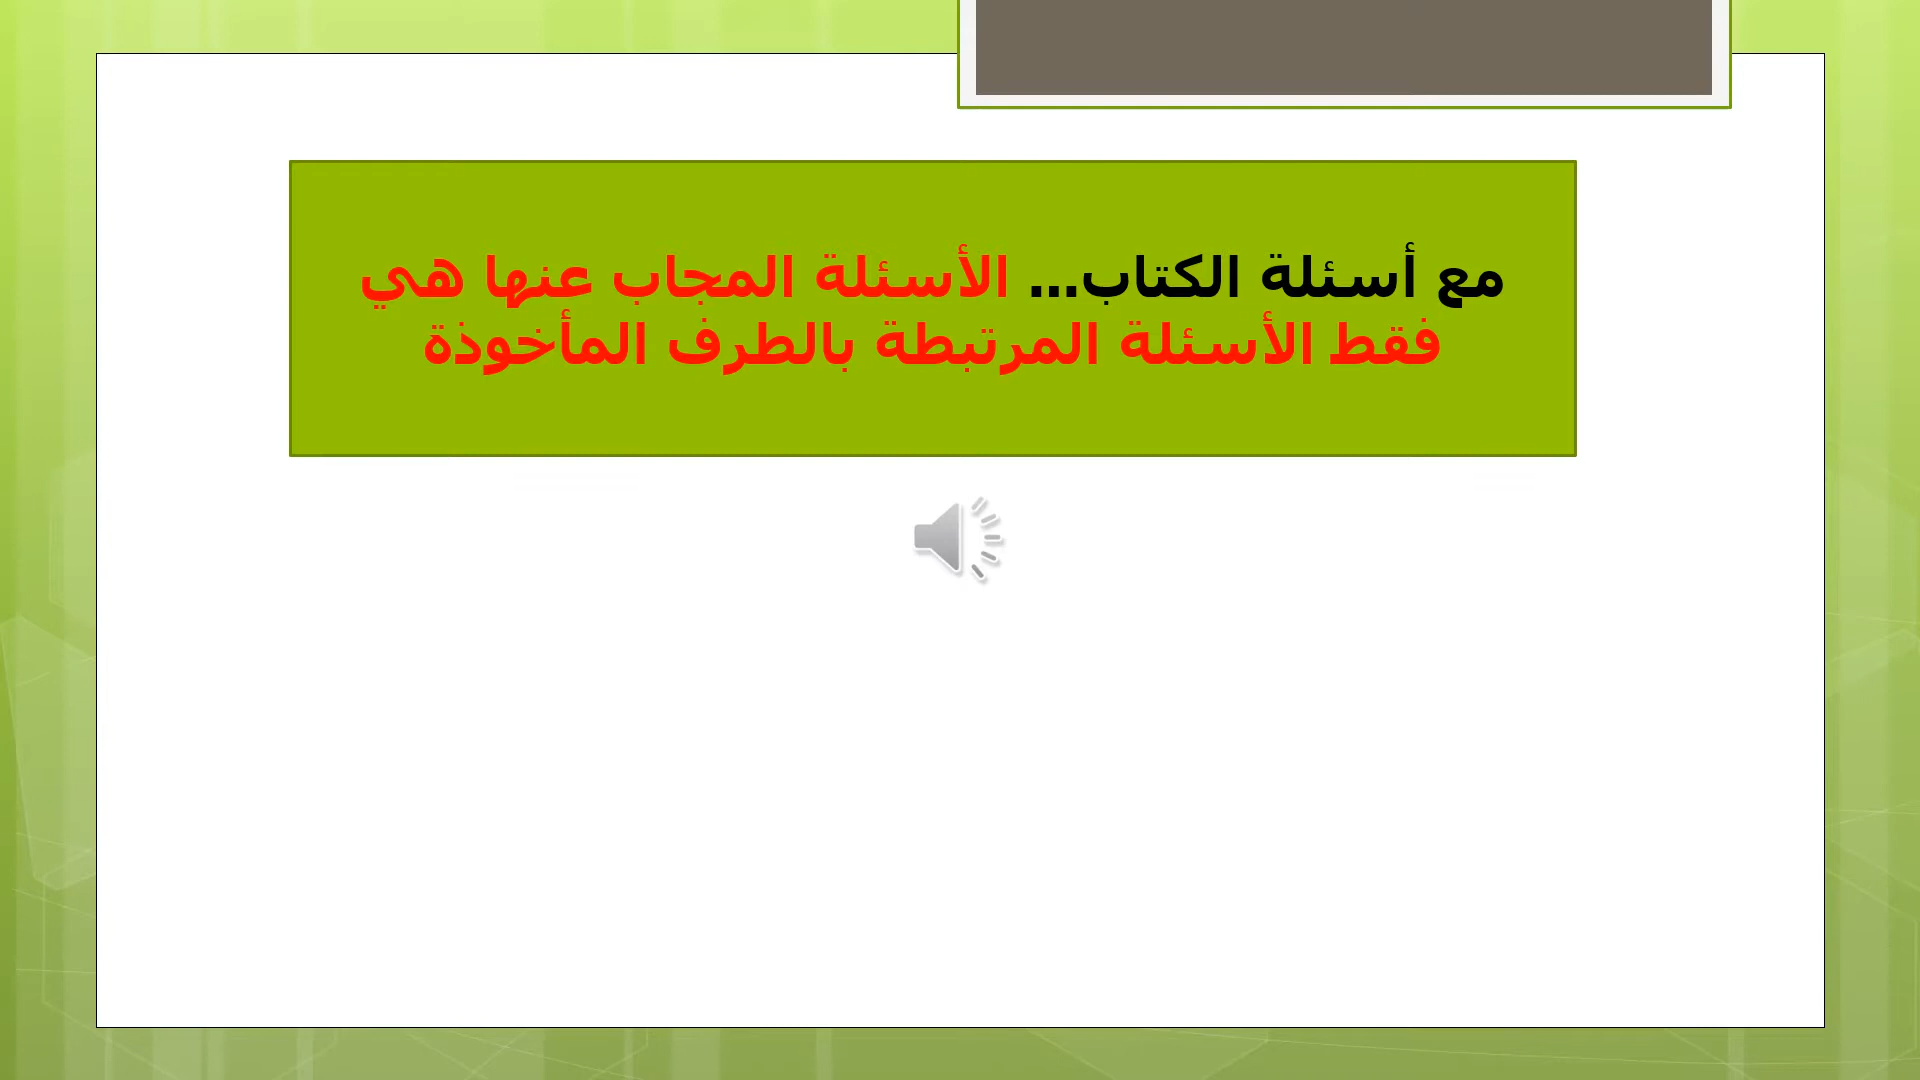 مع أسئلة الكتاب... الأسئلة المجاب عنها هي
فقط الأسئلة المرتبطة بالطرف المأخوذة